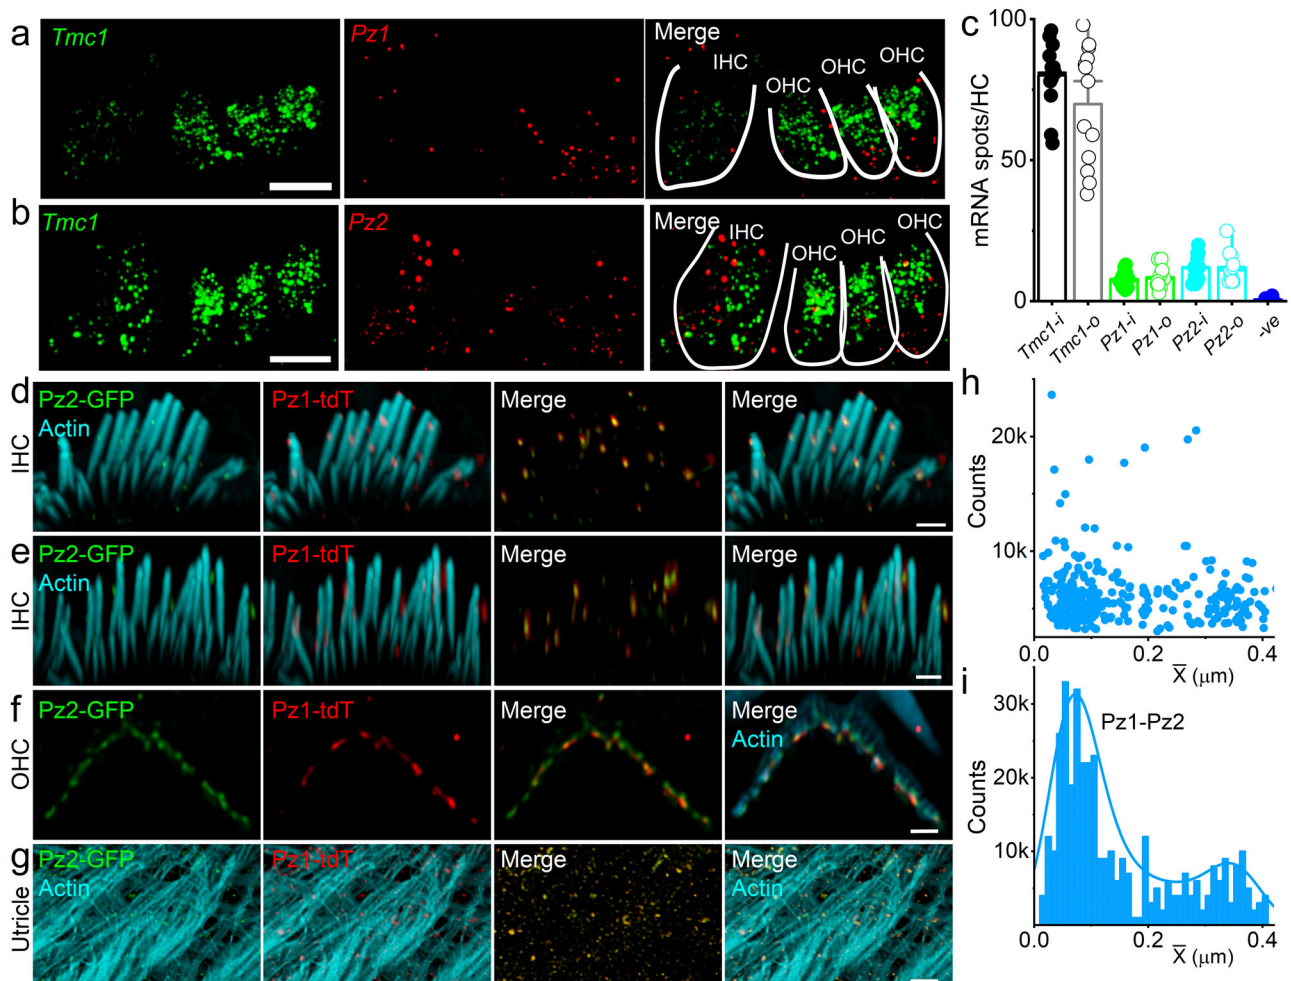 a
Tmc1
Pz1
Merge
IHC
OHC
OHC
OHC
b
Tmc1
Pz2
Merge
IHC
OHC
OHC
OHC
c
mRNA spots/HC
100
50
0
Tmc1-i
Tmc1-o
Pz1-i
Pz1-o
Pz2-i
Pz2-o
-ve
d
IHC
Pz2-GFP
Actin
Pz1-tdT
Merge
Merge
e
IHC
Pz2-GFP
Actin
Pz1-tdT
Merge
Merge
f
OHC
Pz2-GFP
Pz1-tdT
Merge
Merge
Actin
g
Utricle
Pz2-GFP
Actin
Pz1-tdT
Merge
Merge
Actin
h
Counts
20k
10k
0.0
0.2
0.4
X̅ (μm)
i
Counts
30k
20k
10k
Pz1-Pz2
0.0
0.2
0.4
X̅ (μm)